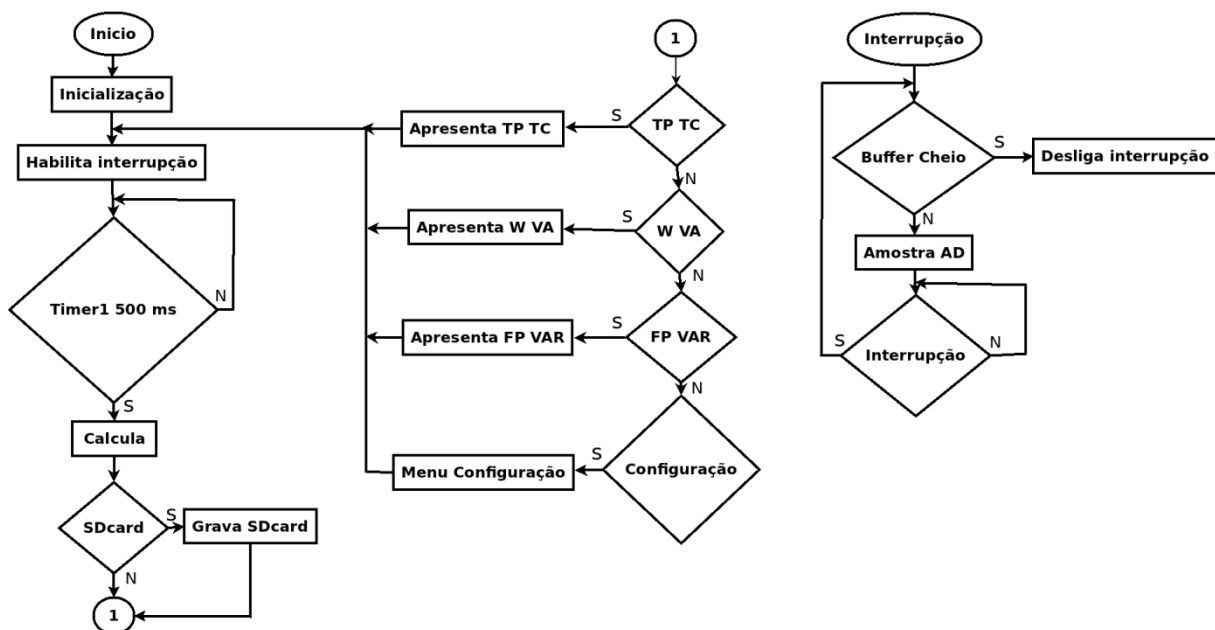 Inicio
Inicialização
Habilita interrupção
Timer1 500 ms
N
S
Calcula
SDcard
S
Grava SDcard
N
1
1
TP TC
S
Apresenta TP TC
N
W VA
S
Apresenta W VA
N
FP VAR
S
Apresenta FP VAR
N
Configuração
S
Menu Configuração
Interrupção
Buffer Cheio
S
Desliga interrupção
N
Amostra AD
Interrupção
S
N